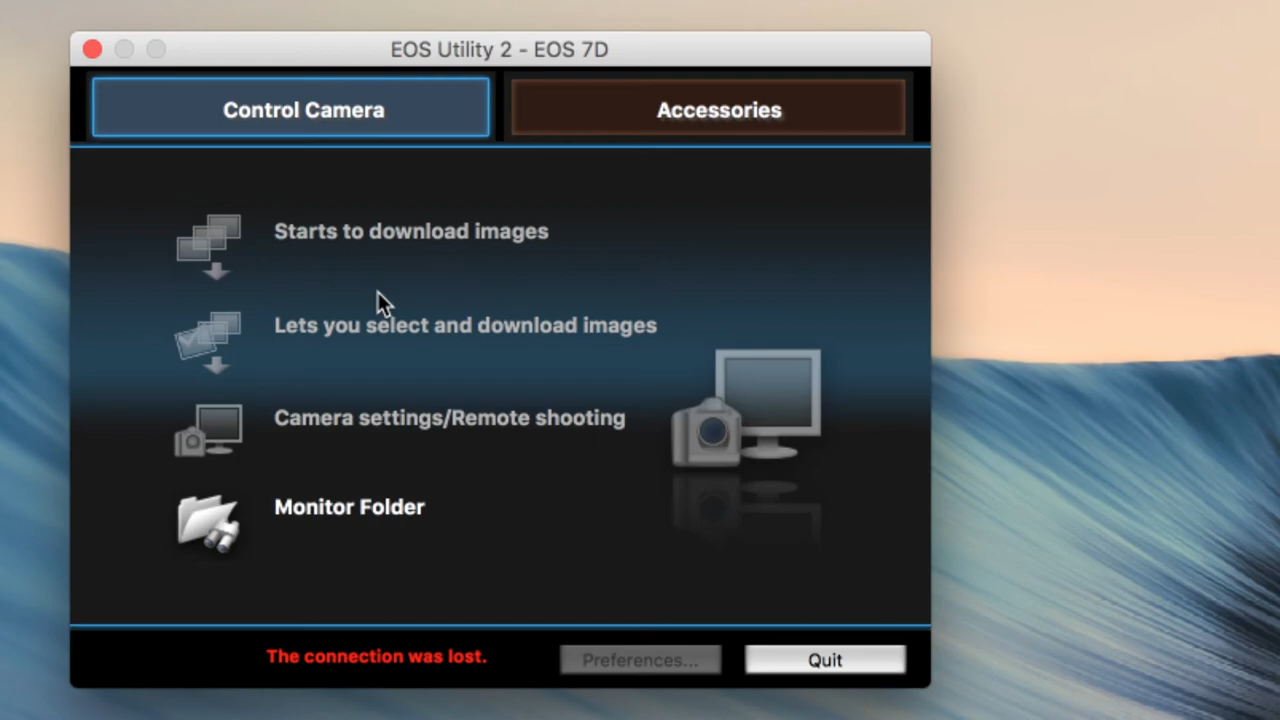 EOS Utility 2 - EOS 7D
Control Camera
Accessories
Starts to download images
Lets you select and download images
Camera settings/Remote shooting
Monitor Folder
The connection was lost.
Preferences...
Quit